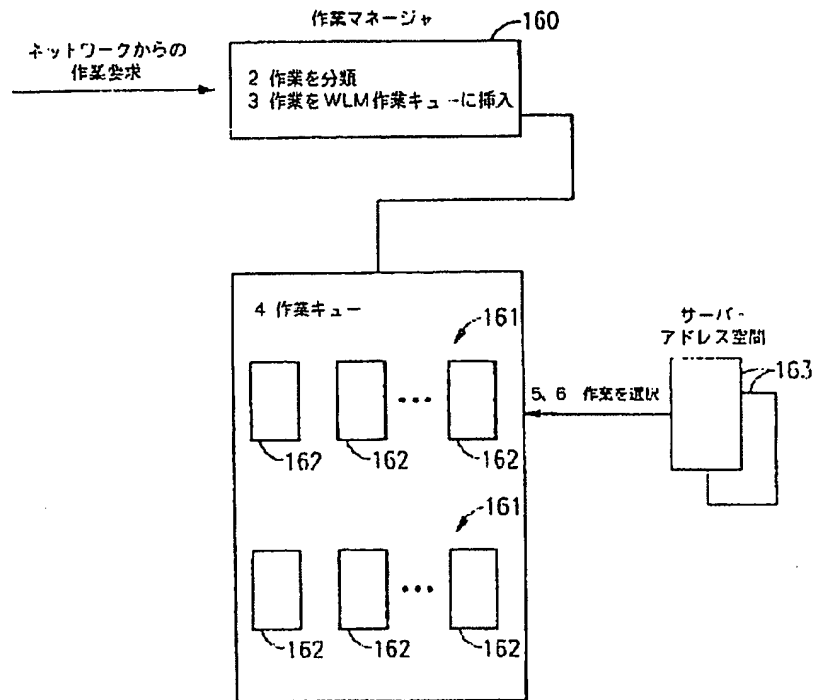 作業マネージャ
160
ネットワークからの
作業要求
2 作業を分類
3 作業をWLM作業キューに挿入
4 作業キュー
161
サーバ・
アドレス空間
163
5、6 作業を選択
162 162 162
161
162 162 162